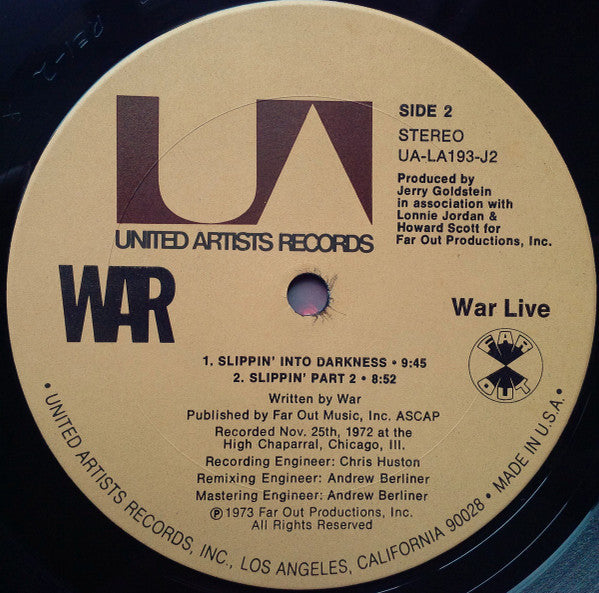 SIDE 2
STEREO
UA-LA193-J2
Produced by
Jerry Goldstein
in association with
Lonnie Jordan &
Howard Scott for
Far Out Productions, Inc.
UA
UNITED ARTISTS RECORDS
WAR
War Live
FAR
OUT
1. SLIPPIN' INTO DARKNESS • 9:45
2. SLIPPIN' PART 2 • 8:52
Written by War
Published by Far Out Music, Inc. ASCAP
Recorded Nov. 25th, 1972 at the
High Chaparral, Chicago, Ill.
Recording Engineer: Chris Huston
Remixing Engineer: Andrew Berliner
Mastering Engineer: Andrew Berliner
℗ 1973 Far Out Productions, Inc.
All Rights Reserved
• UNITED ARTISTS RECORDS, INC., LOS ANGELES, CALIFORNIA 90028 • MADE IN U.S.A. •